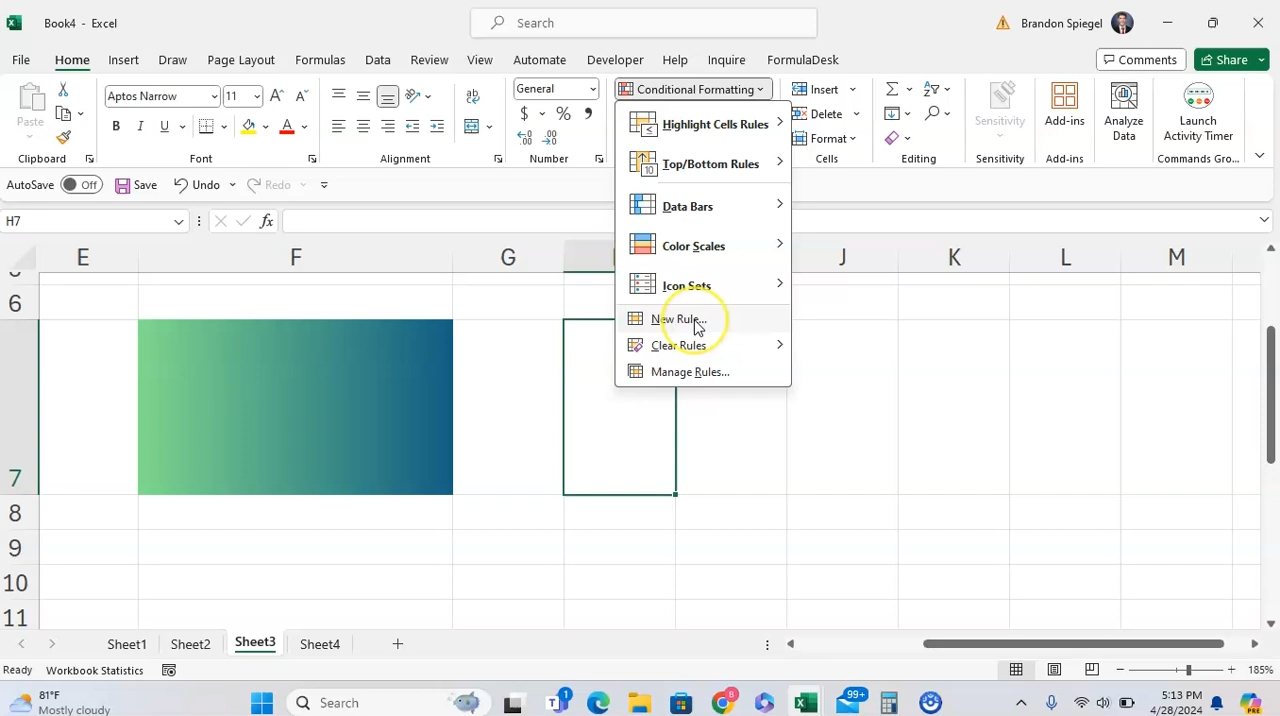 Book4 - Excel
Search
Brandon Spiegel
File Home Insert Draw Page Layout Formulas Data Review View Automate Developer Help Inquire FormulaDesk
Comments Share
Paste
Clipboard
Aptos Narrow 11
B I U A
Font
Alignment
General
$ % ,
Number
Conditional Formatting
Highlight Cells Rules
Top/Bottom Rules
Data Bars
Color Scales
Icon Sets
New Rule...
Clear Rules
Manage Rules...
Insert
Delete
Format
Cells
Editing
Sensitivity
Sensitivity
Add-ins
Add-ins
Analyze Data
Launch Activity Timer
Commands Gro...
AutoSave Off Save Undo Redo
H7 fx
E F G J K L M
6
7
8
9
10
11
Sheet1 Sheet2 Sheet3 Sheet4
Ready Workbook Statistics 185%
81°F
Mostly cloudy
Search
1
8
99+
5:13 PM
4/28/2024
PRE